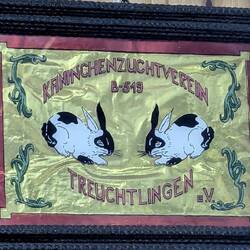 KANINCHENZUCHTVEREIN
B-519
TREUCHTLINGEN
e.V.